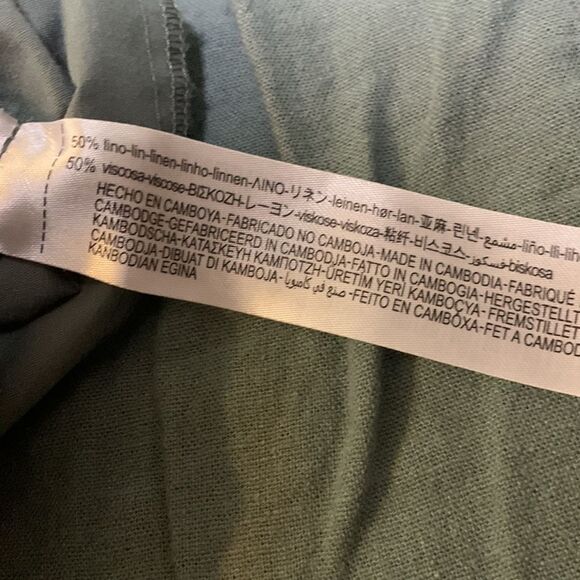 50% lino-lin-linen-linho-linnen-ΛΙΝΟ-リネン-leinen-hør-lan-亚麻-린넨-مشمع-liño-lli-liho
50% viscosa-viscose-ΒΙΣΚΟΖΗ-レーヨン-viskose-viskoza-粘纤-비스코스-فسكوز-biskosa
HECHO EN CAMBOYA-FABRICADO NO CAMBOJA-MADE IN CAMBODIA-FABRIQUÉ
CAMBODGE-GEFABRICEERD IN CAMBODJA-FATTO IN CAMBOGIA-HERGESTELLT
KAMBODSCHA-ΚΑΤΑΣΚΕΥΗ ΚΑΜΠΟΤΖΗ-ÜRETİM YERİ KAMBOÇYA-FREMSTILLET
CAMBODJA-DIBUAT DI KAMBOJA-صنع في كامبوديا-FEITO EN CAMBOXA-FET A CAMBOD
KANBODIAN EGINA